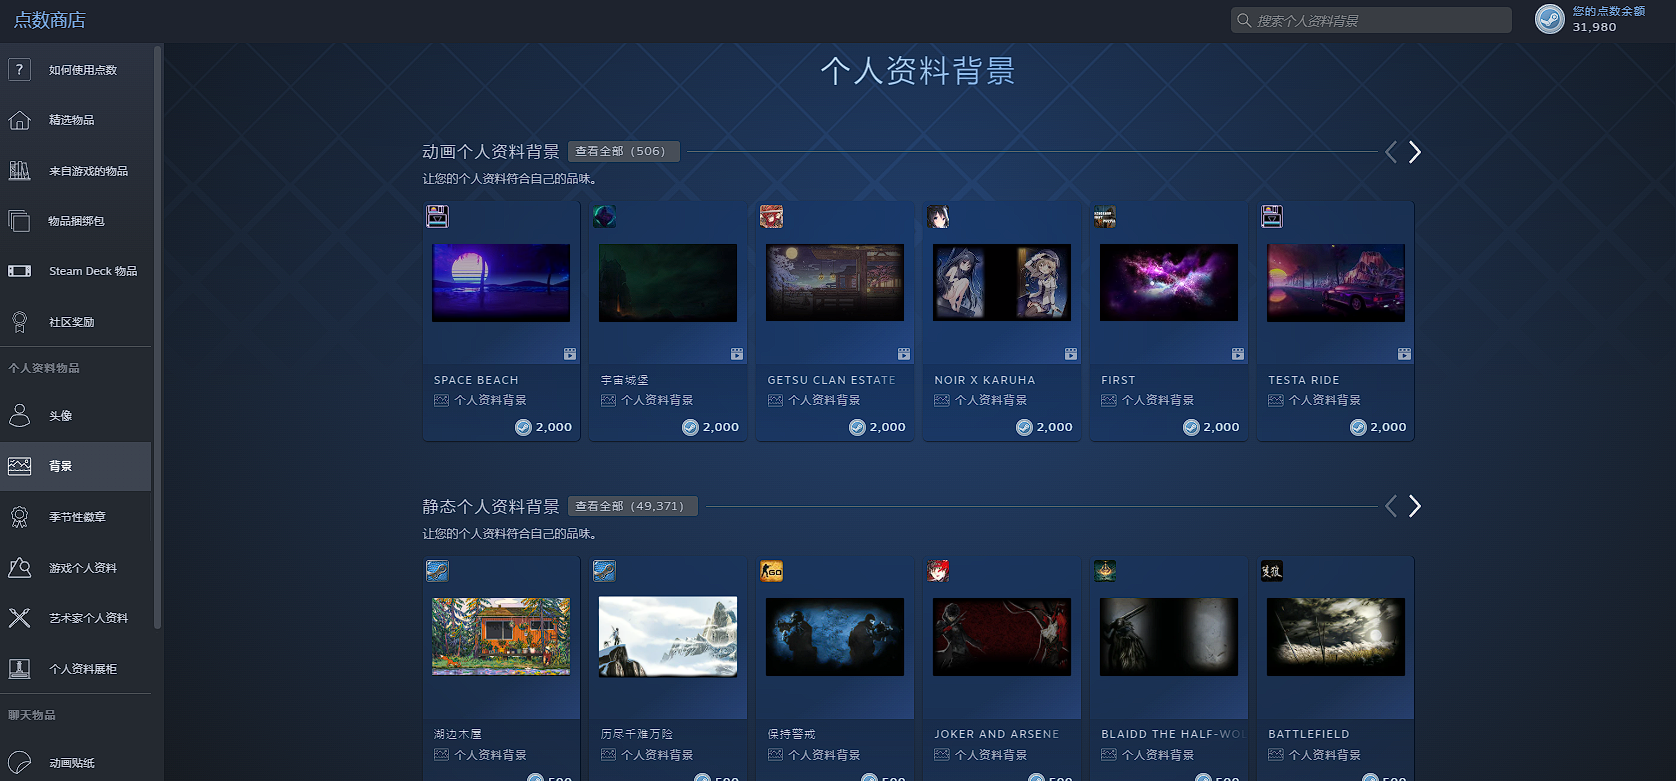 点数商店
搜索个人资料背景
您的点数余额
31,980
如何使用点数
精选物品
来自游戏的物品
物品捆绑包
Steam Deck 物品
社区奖励
个人资料物品
头像
背景
季节性徽章
游戏个人资料
艺术家个人资料
个人资料展柜
聊天物品
动画贴纸
个人资料背景
动画个人资料背景 查看全部（506）
让您的个人资料符合自己的品味。
SPACE BEACH
个人资料背景
2,000
宇宙城堡
个人资料背景
2,000
GETSU CLAN ESTATE
个人资料背景
2,000
NOIR X KARUHA
个人资料背景
2,000
FIRST
个人资料背景
2,000
TESTA RIDE
个人资料背景
2,000
静态个人资料背景 查看全部（49,371）
让您的个人资料符合自己的品味。
湖边木屋
个人资料背景
500
历尽千难万险
个人资料背景
500
GO
保持警戒
个人资料背景
500
JOKER AND ARSENE
个人资料背景
500
BLAIDD THE HALF-WOL
个人资料背景
500
隻狼
BATTLEFIELD
个人资料背景
500